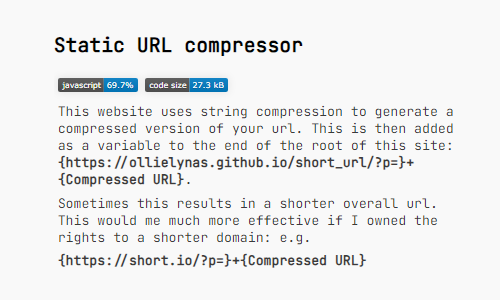 Static URL compressor
javascript 69.7% code size 27.3 kB
This website uses string compression to generate a
compressed version of your url. This is then added
as a variable to the end of the root of this site:
{https://ollielynas.github.io/short_url/?p=}+
{Compressed URL}.
Sometimes this results in a shorter overall url.
This would me much more effective if I owned the
rights to a shorter domain: e.g.
{https://short.io/?p=}+{Compressed URL}